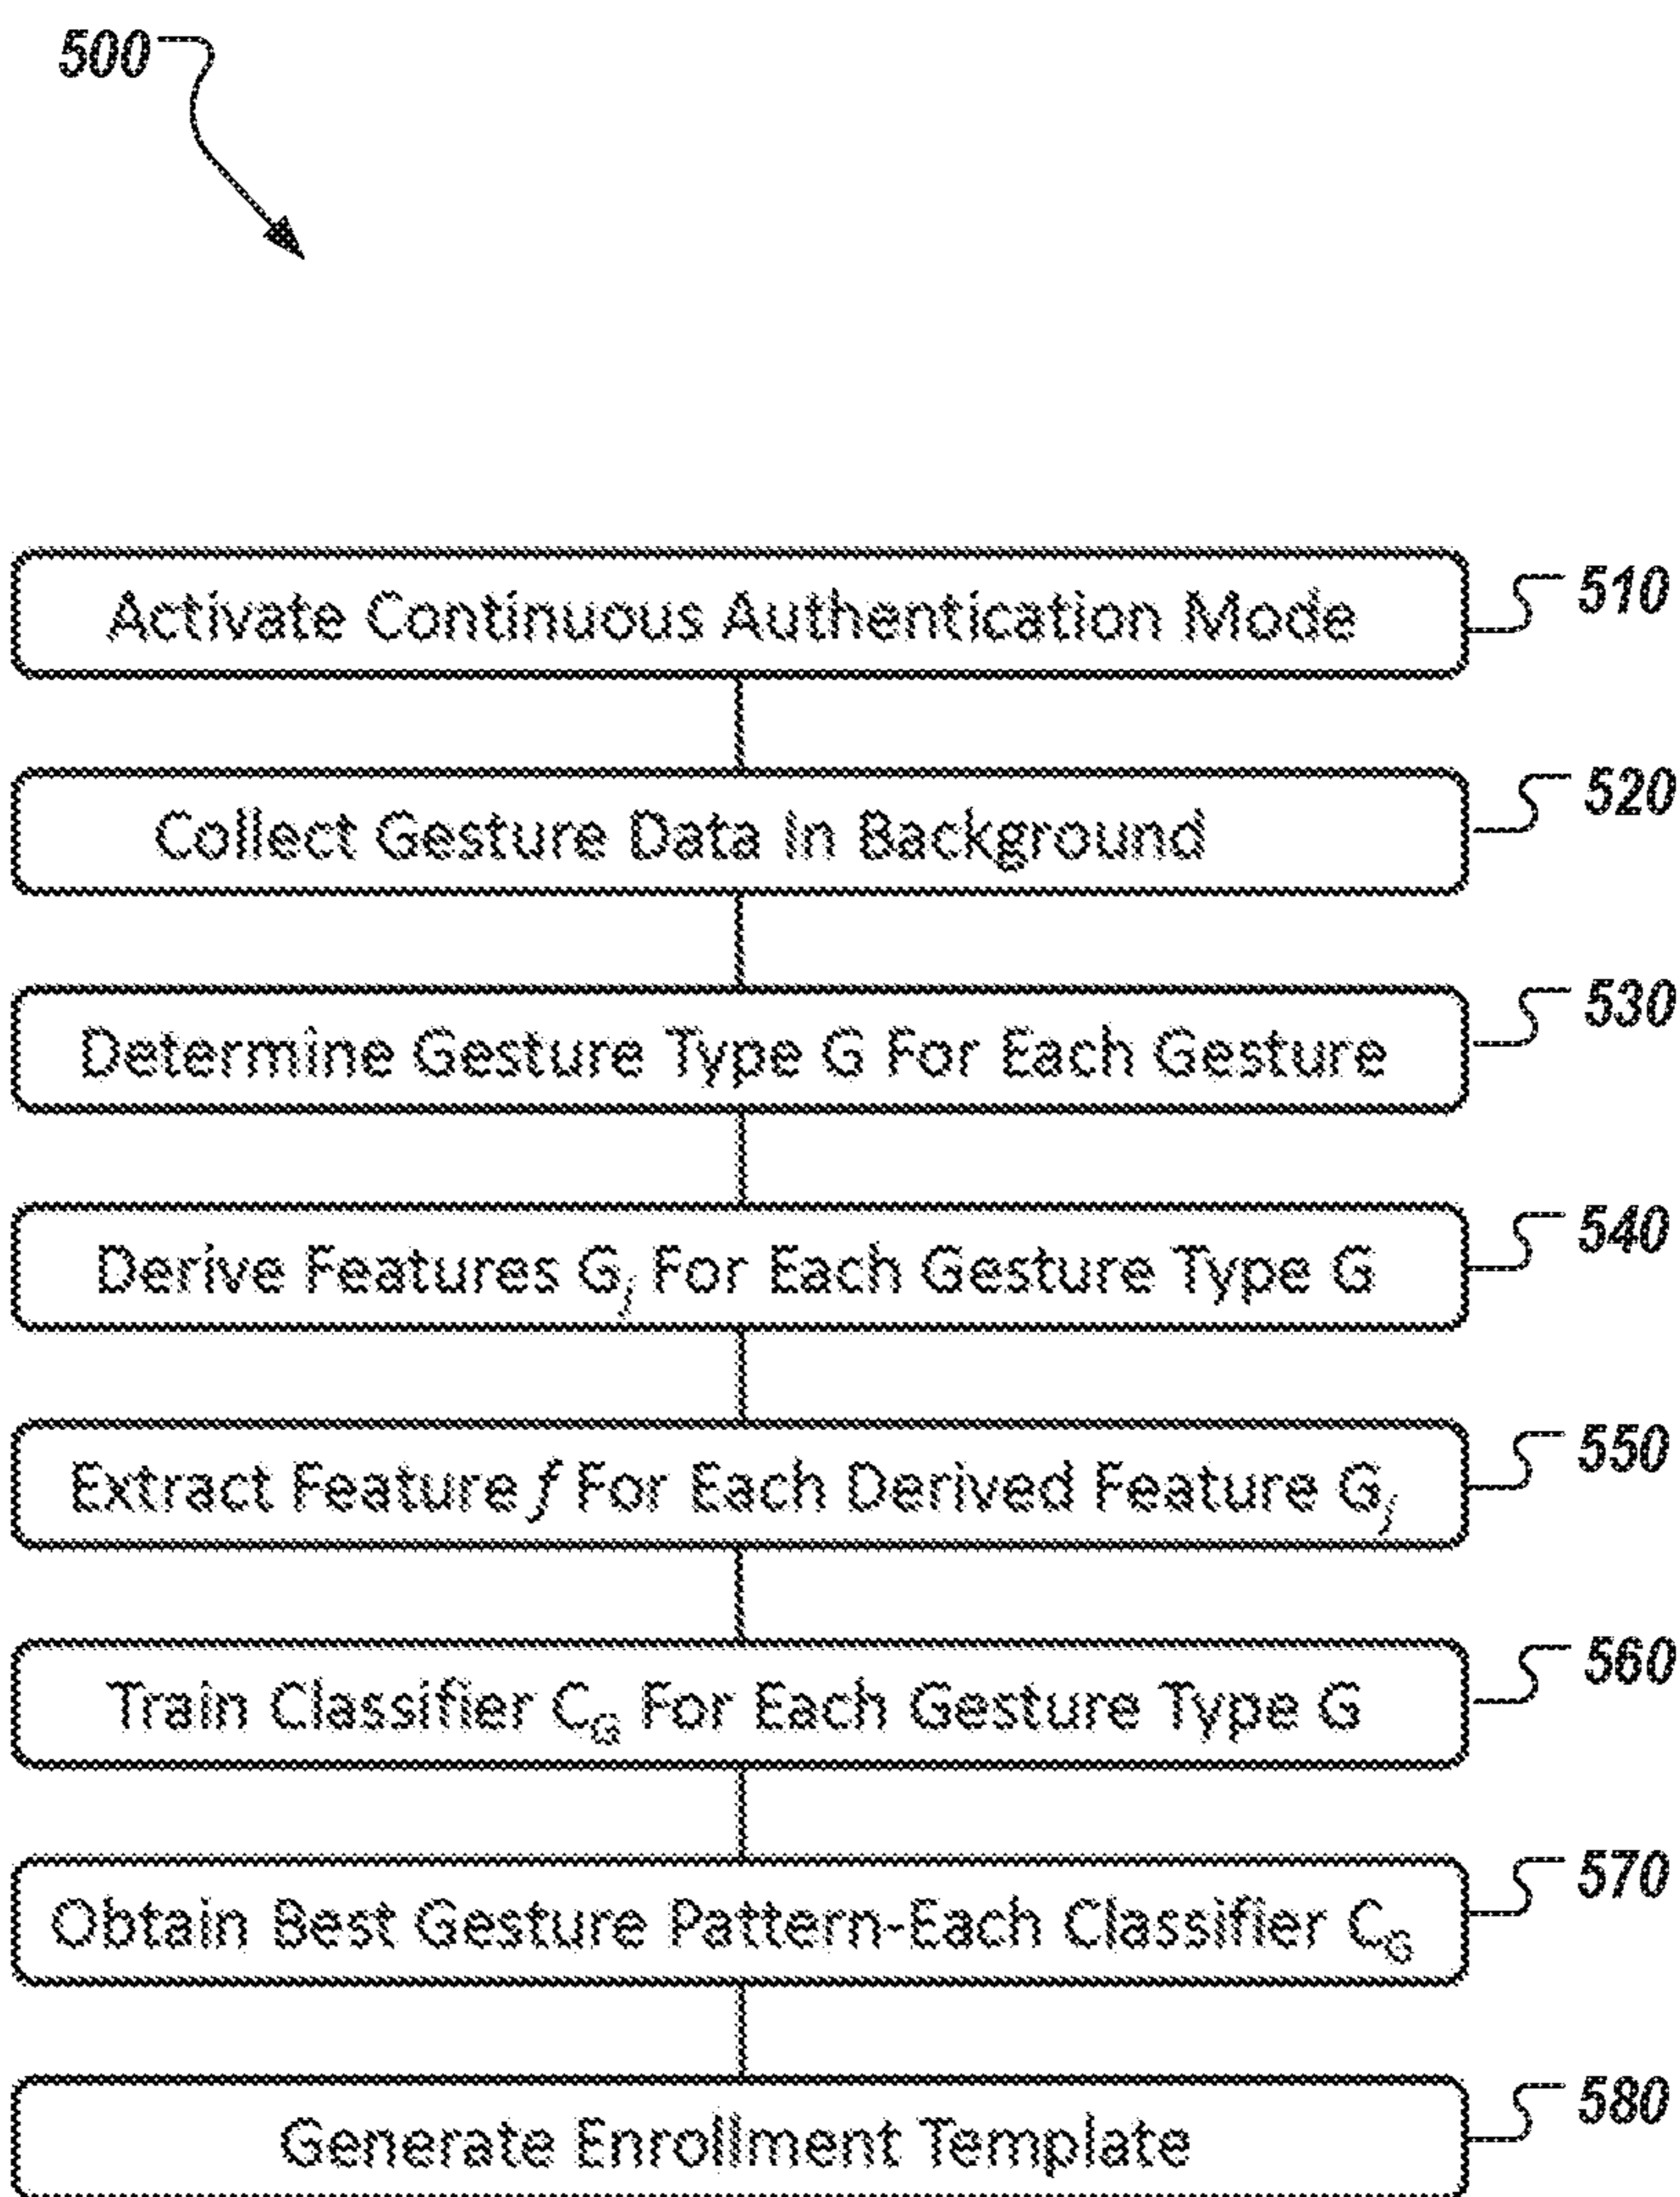 500
Activate Continuous Authentication Mode
510
Collect Gesture Data In Background
520
Determine Gesture Type G For Each Gesture
530
Derive Features Gj For Each Gesture Type G
540
Extract Feature f For Each Derived Feature Gj
550
Train Classifier CG For Each Gesture Type G
560
Obtain Best Gesture Pattern-Each Classifier CG
570
Generate Enrollment Template
580